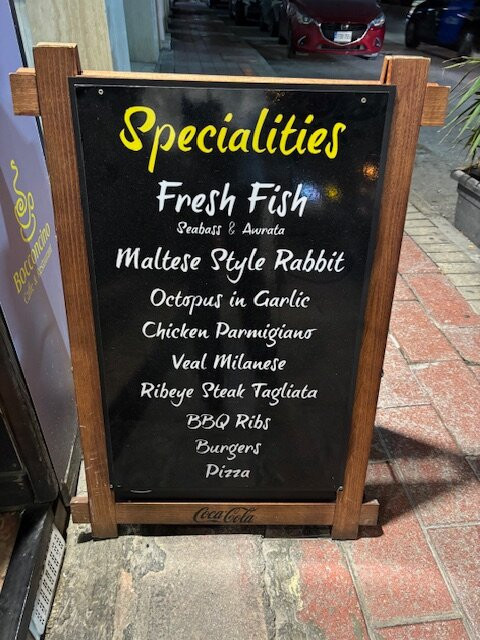 Specialities
Fresh Fish
Seabass & Awrata
Maltese Style Rabbit
Octopus in Garlic
Chicken Parmigiano
Veal Milanese
Ribeye Steak Tagliata
BBQ Ribs
Burgers
Pizza
Coca-Cola
Boccancino